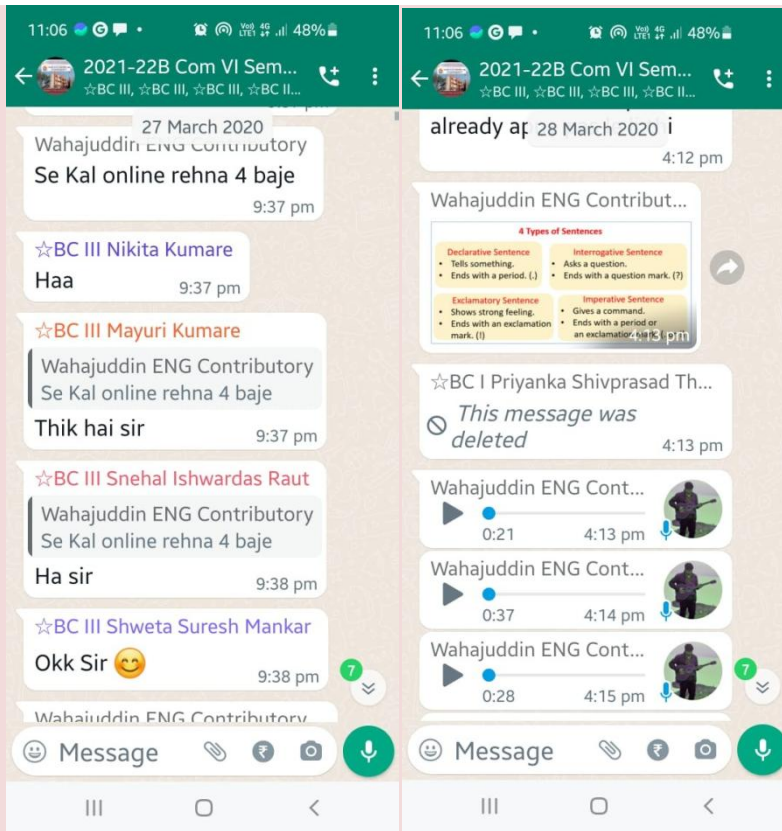 11:06
48%
2021-22B Com VI Sem...
☆BC III, ☆BC III, ☆BC III, ☆BC II...
27 March 2020
Wahajuddin ENG Contributory
Se Kal online rehna 4 baje
9:37 pm
☆BC III Nikita Kumare
Haa
9:37 pm
☆BC III Mayuri Kumare
Wahajuddin ENG Contributory
Se Kal online rehna 4 baje
Thik hai sir
9:37 pm
☆BC III Snehal Ishwardas Raut
Wahajuddin ENG Contributory
Se Kal online rehna 4 baje
Ha sir
9:38 pm
☆BC III Shweta Suresh Mankar
Okk Sir 😊
9:38 pm
7
Wahajuddin ENG Contributory
Message
11:06
48%
2021-22B Com VI Sem...
☆BC III, ☆BC III, ☆BC III, ☆BC II...
already
28 March 2020
4:12 pm
Wahajuddin ENG Contribut...
4 Types of Sentences
Declarative Sentence
• Tells something.
• Ends with a period. (.)
Interrogative Sentence
• Asks a question.
• Ends with a question mark. (?)
Exclamatory Sentence
• Shows strong feeling.
• Ends with an exclamation
mark. (!)
Imperative Sentence
• Gives a command.
• Ends with a period or
an exclamation
4:13 pm
☆BC I Priyanka Shivprasad Th...
This message was
deleted
4:13 pm
Wahajuddin ENG Cont...
0:21
4:13 pm
Wahajuddin ENG Cont...
0:37
4:14 pm
Wahajuddin ENG Cont...
0:28
4:15 pm
7
Message